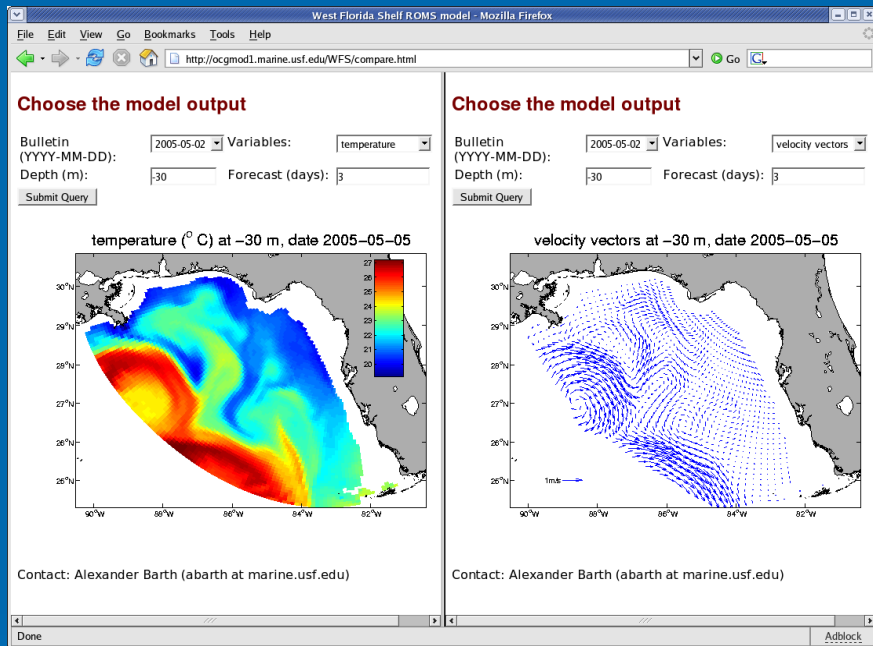 West Florida Shelf ROMS model - Mozilla Firefox
File Edit View Go Bookmarks Tools Help
http://ocgmod1.marine.usf.edu/WFS/compare.html Go G
Choose the model output
Bulletin (YYYY-MM-DD): 2005-05-02 Variables: temperature
Depth (m): -30 Forecast (days): 3
Submit Query
temperature (° C) at −30 m, date 2005−05−05
27
26
25
24
23
22
21
20
30°N
29°N
28°N
27°N
26°N
90°W 88°W 86°W 84°W 82°W
Contact: Alexander Barth (abarth at marine.usf.edu)
Choose the model output
Bulletin (YYYY-MM-DD): 2005-05-02 Variables: velocity vectors
Depth (m): -30 Forecast (days): 3
Submit Query
velocity vectors at −30 m, date 2005−05−05
30°N
29°N
28°N
27°N
26°N
1m/s
90°W 88°W 86°W 84°W 82°W
Contact: Alexander Barth (abarth at marine.usf.edu)
Done Adblock